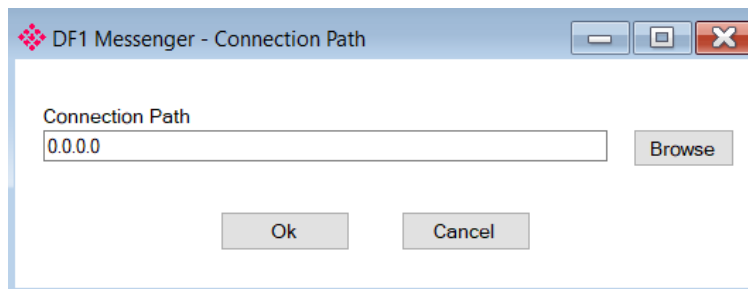 DF1 Messenger - Connection Path
Connection Path
0.0.0.0
Browse
Ok
Cancel